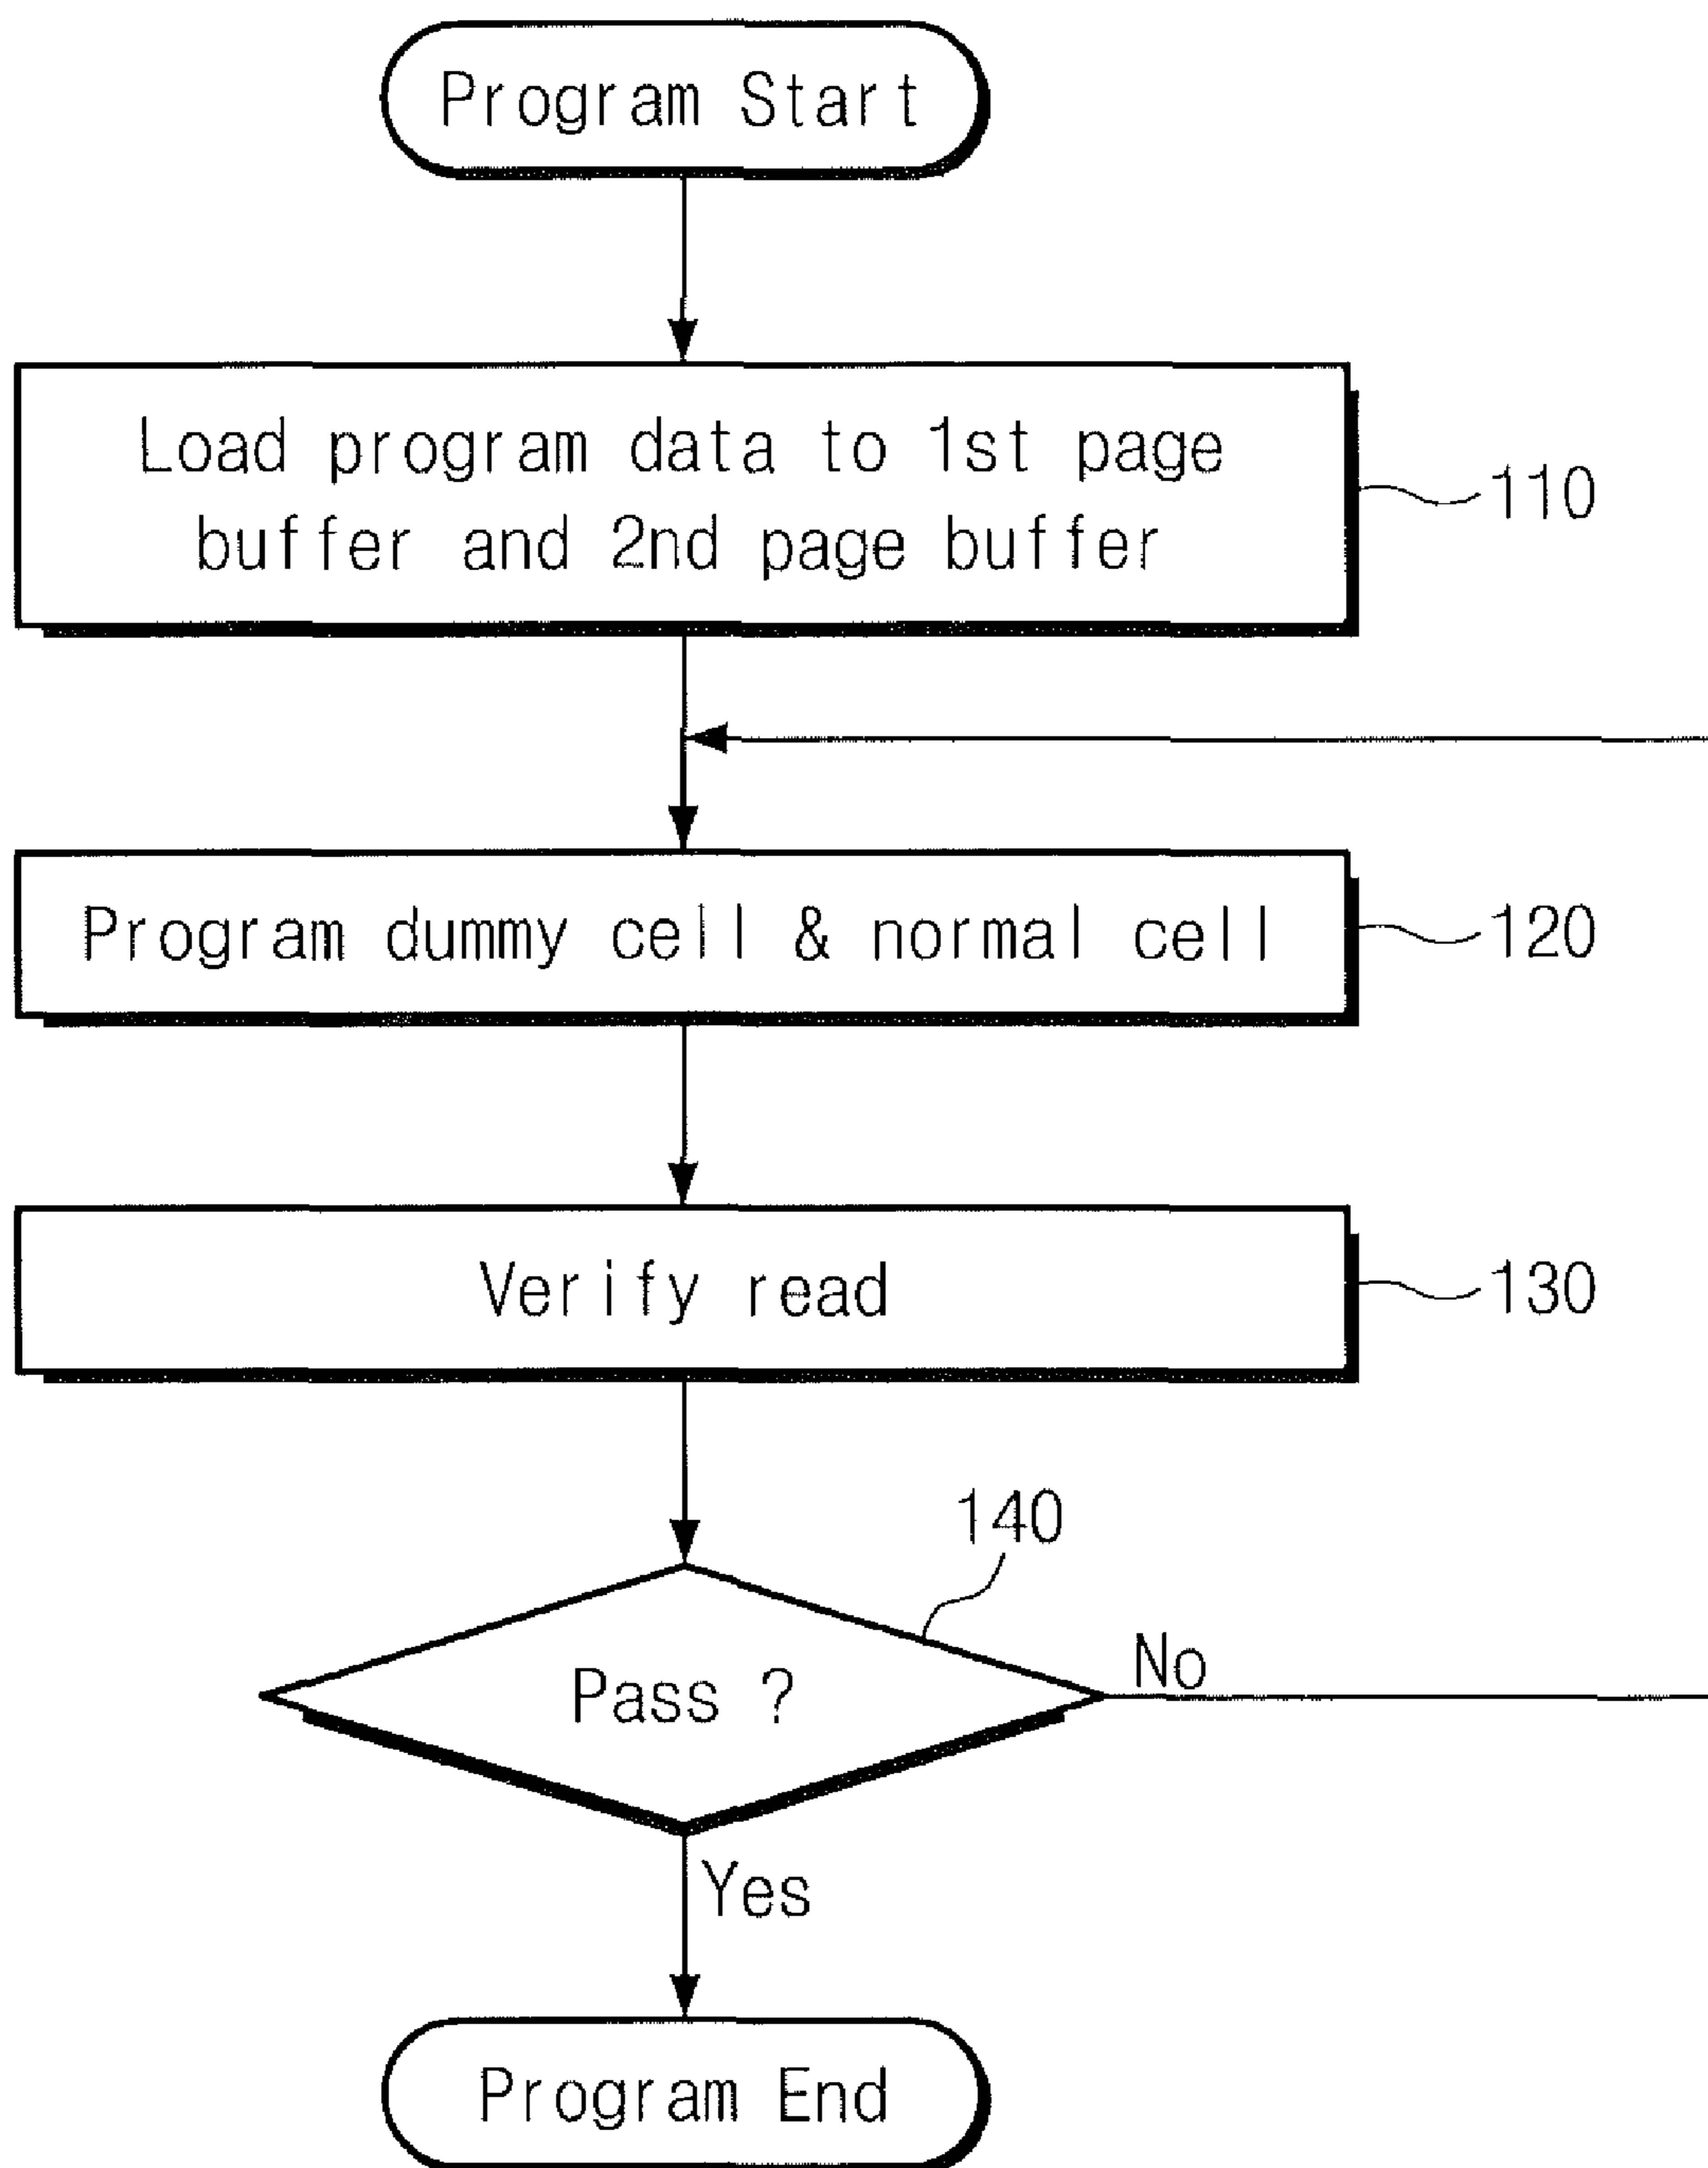 Program Start
Load program data to 1st page
buffer and 2nd page buffer
110
Program dummy cell & normal cell
120
Verify read
130
140
Pass ?
No
Yes
Program End